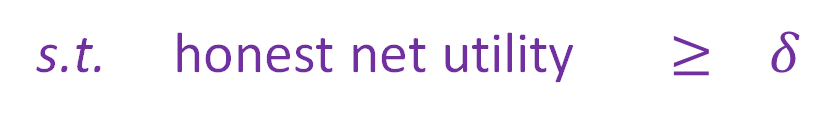 s.t. honest net utility ≥ δ